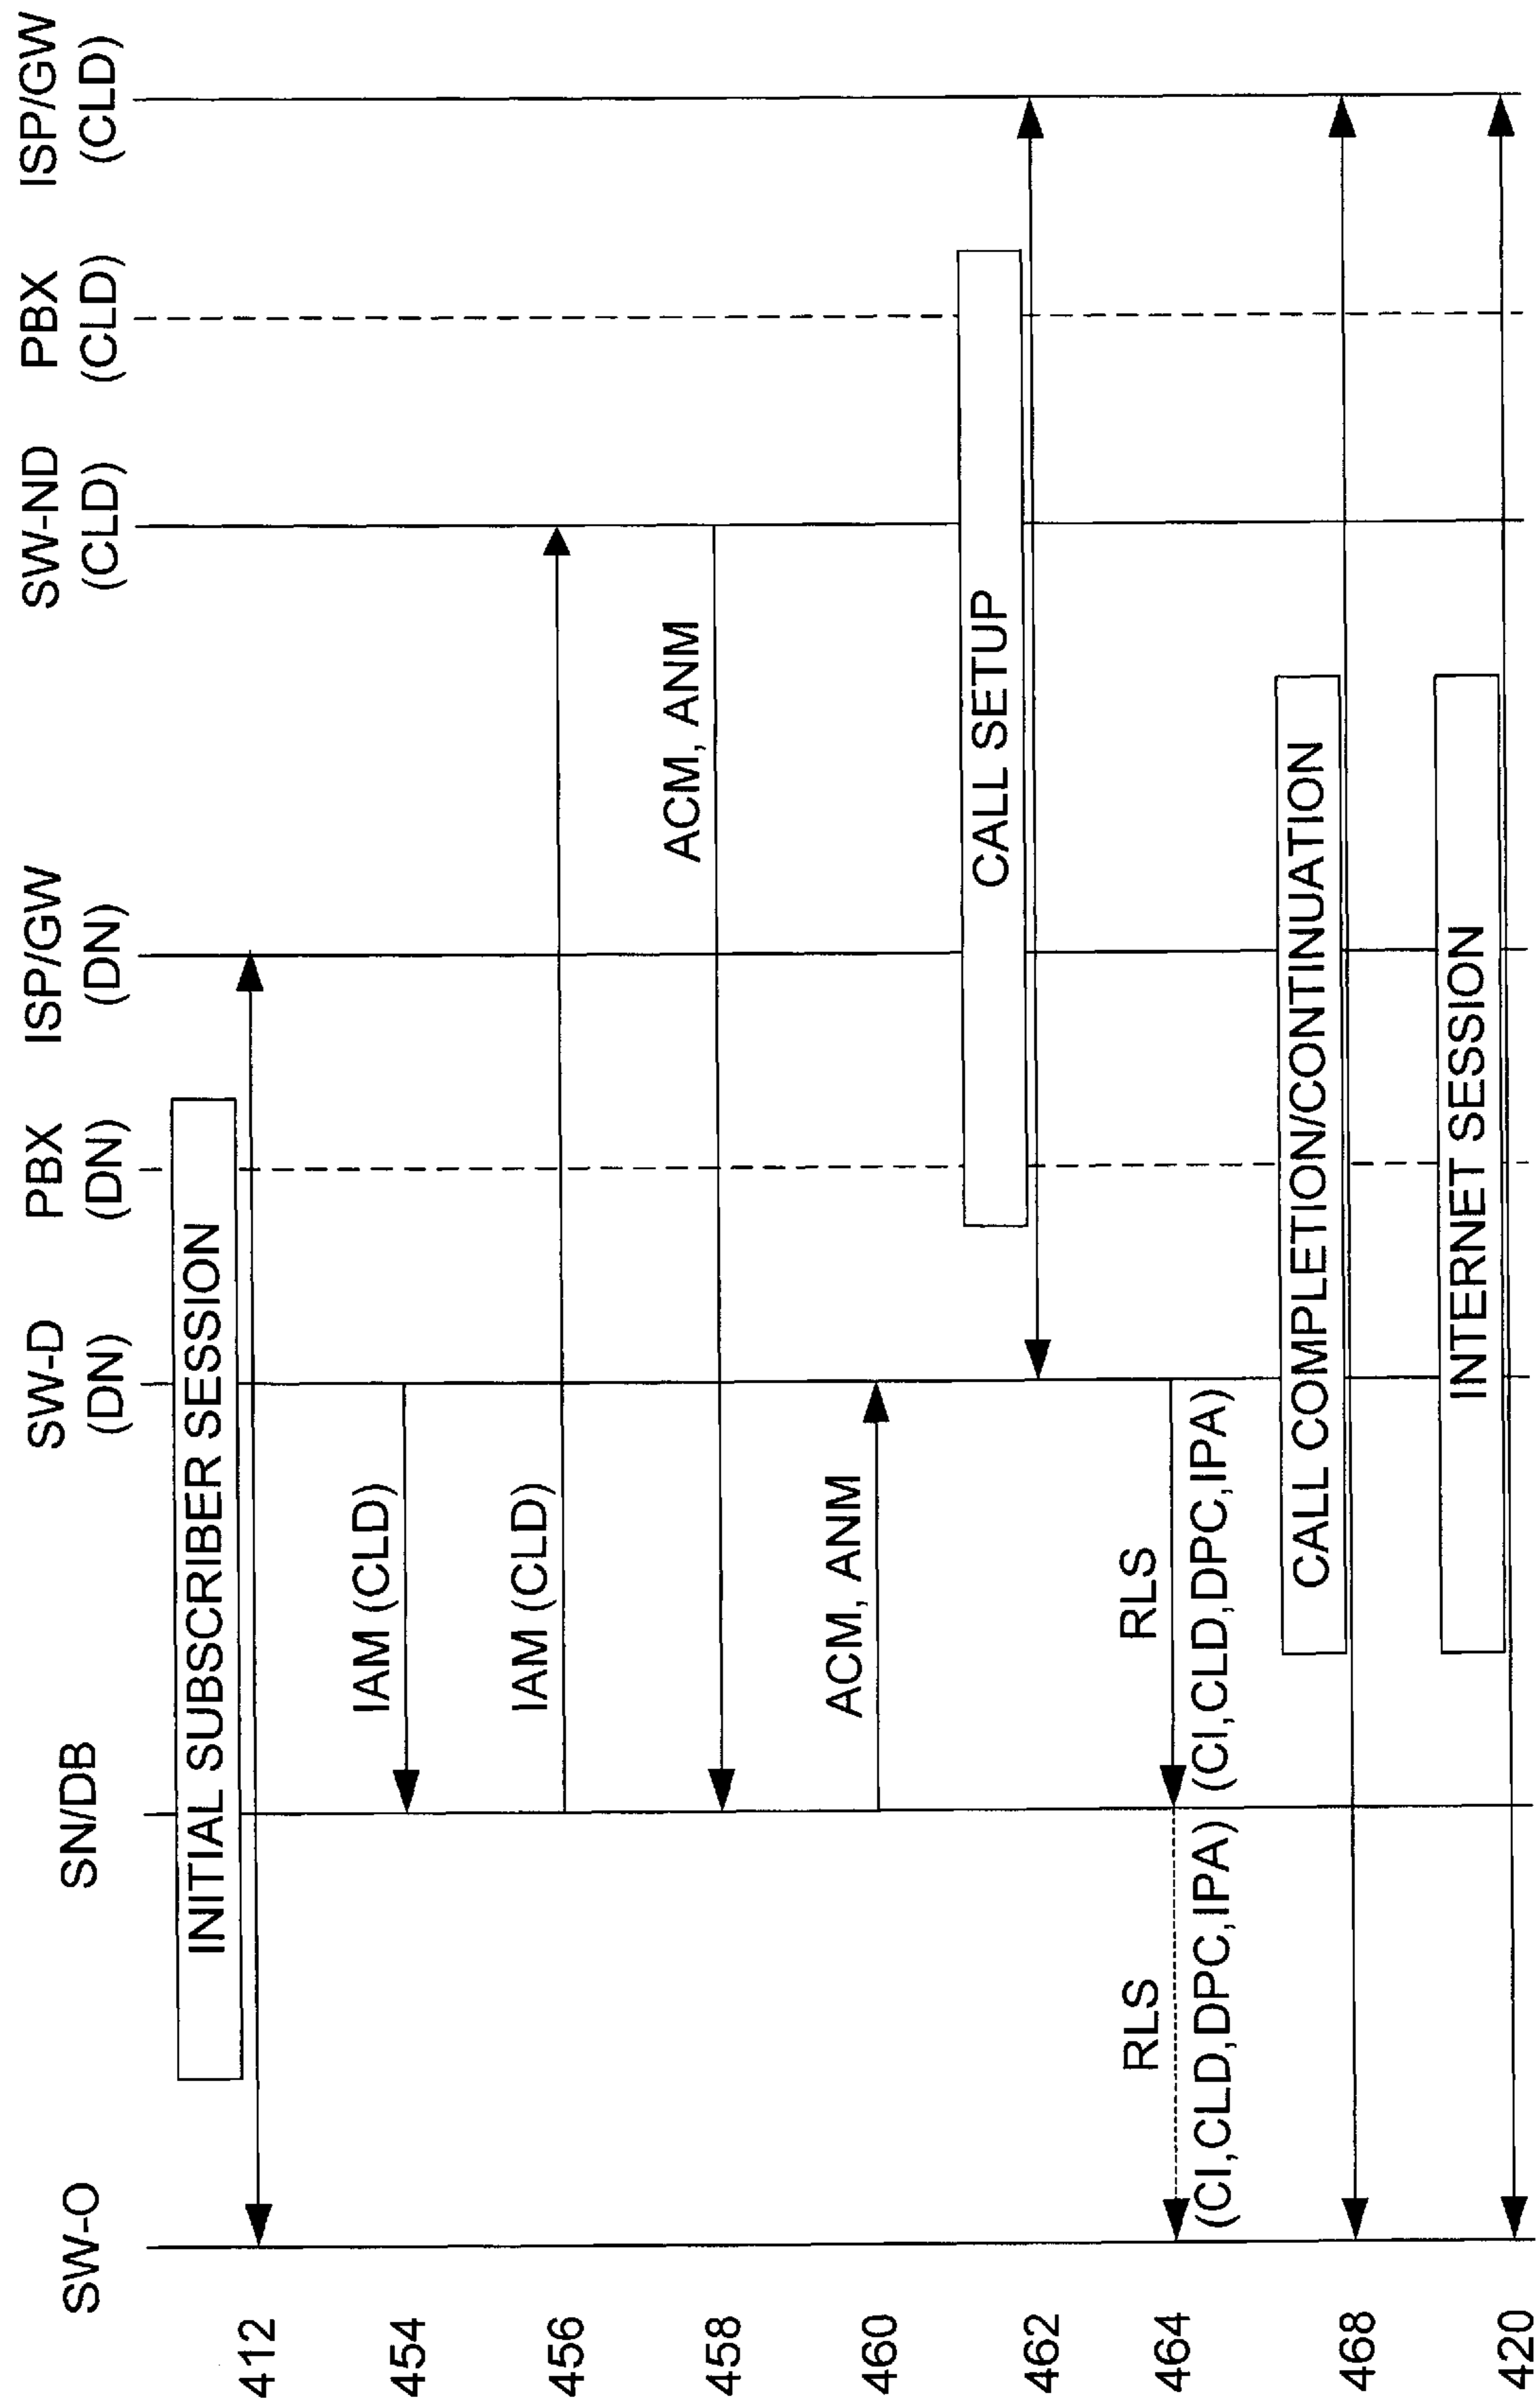 SW-O
SN/DB
SW-D
(DN)
PBX
(DN)
ISP/GW
(DN)
SW-ND
(CLD)
PBX
(CLD)
ISP/GW
(CLD)
412
INITIAL SUBSCRIBER SESSION
454
IAM (CLD)
456
IAM (CLD)
458
ACM, ANM
460
ACM, ANM
462
CALL SETUP
464
RLS
(CI,CLD,DPC,IPA)
RLS
(CI,CLD,DPC,IPA)
468
CALL COMPLETION/CONTINUATION
420
INTERNET SESSION